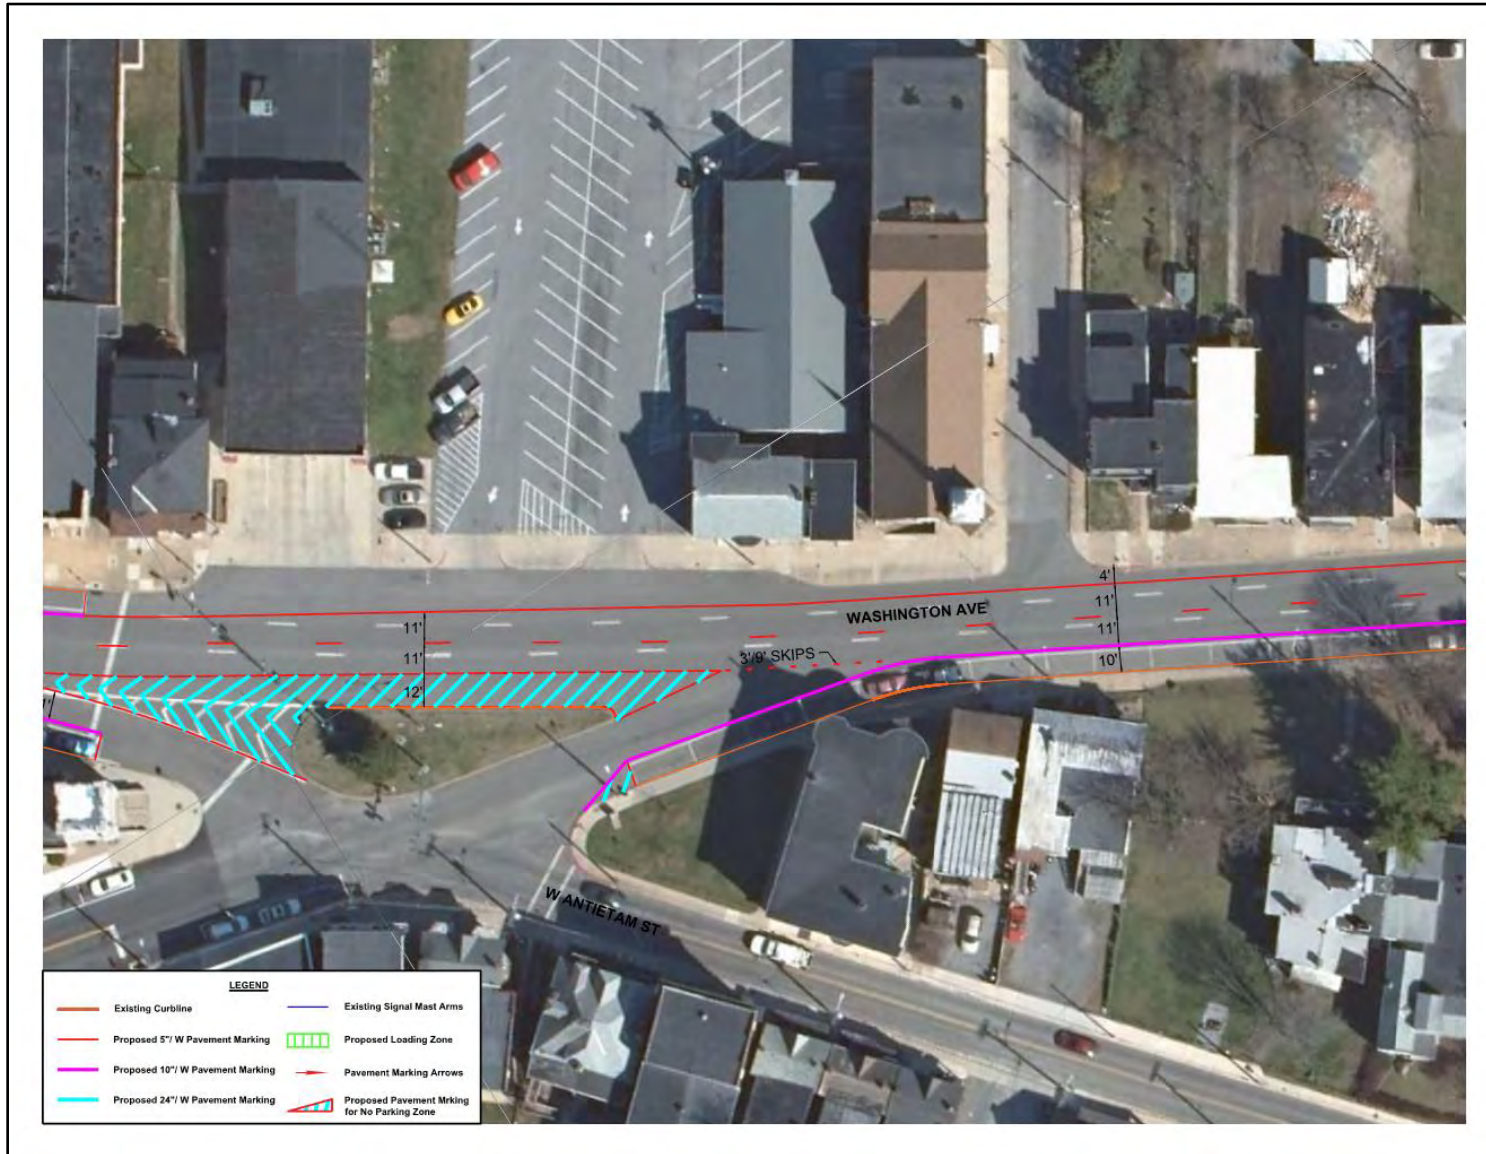 4'
11'
WASHINGTON AVE
11'
11'
3'/9' SKIPS
11'
10'
12'
W ANTIETAM ST
LEGEND
Existing Curbline
Existing Signal Mast Arms
Proposed 5"/ W Pavement Marking
Proposed Loading Zone
Proposed 10"/ W Pavement Marking
Pavement Marking Arrows
Proposed 24"/ W Pavement Marking
Proposed Pavement Mrking
for No Parking Zone